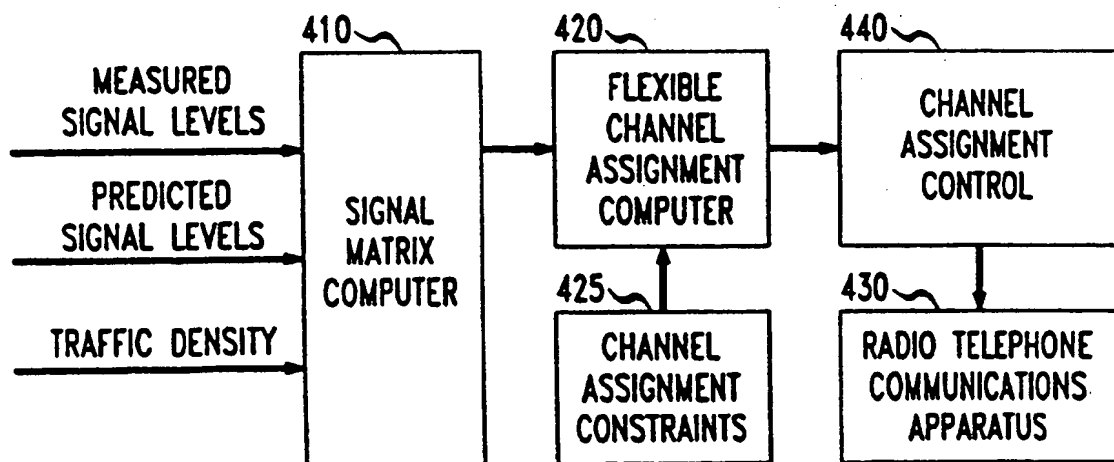 410
420
440
MEASURED
SIGNAL LEVELS
PREDICTED
SIGNAL LEVELS
TRAFFIC DENSITY
SIGNAL
MATRIX
COMPUTER
FLEXIBLE
CHANNEL
ASSIGNMENT
COMPUTER
CHANNEL
ASSIGNMENT
CONTROL
425
430
CHANNEL
ASSIGNMENT
CONSTRAINTS
RADIO TELEPHONE
COMMUNICATIONS
APPARATUS